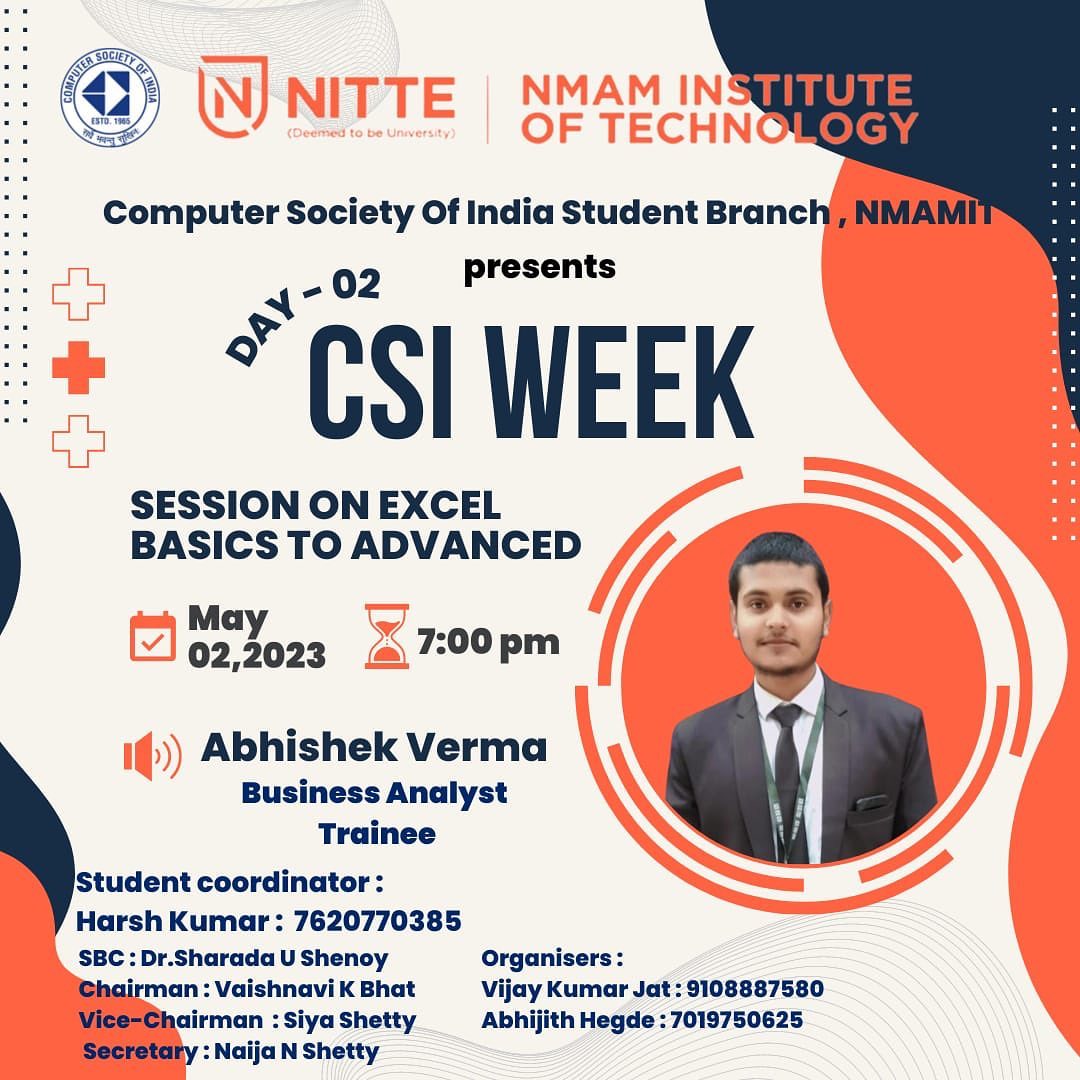 COMPUTER SOCIETY OF INDIA
ESTD. 1965
NITTE
(Deemed to be University)
NMAM INSTITUTE
OF TECHNOLOGY
Computer Society Of India Student Branch , NMAMIT
presents
DAY - 02
CSI WEEK
SESSION ON EXCEL
BASICS TO ADVANCED
May
02,2023
7:00 pm
Abhishek Verma
Business Analyst
Trainee
Student coordinator :
Harsh Kumar : 7620770385
SBC : Dr.Sharada U Shenoy
Chairman : Vaishnavi K Bhat
Vice-Chairman : Siya Shetty
Secretary : Naija N Shetty
Organisers :
Vijay Kumar Jat : 9108887580
Abhijith Hegde : 7019750625